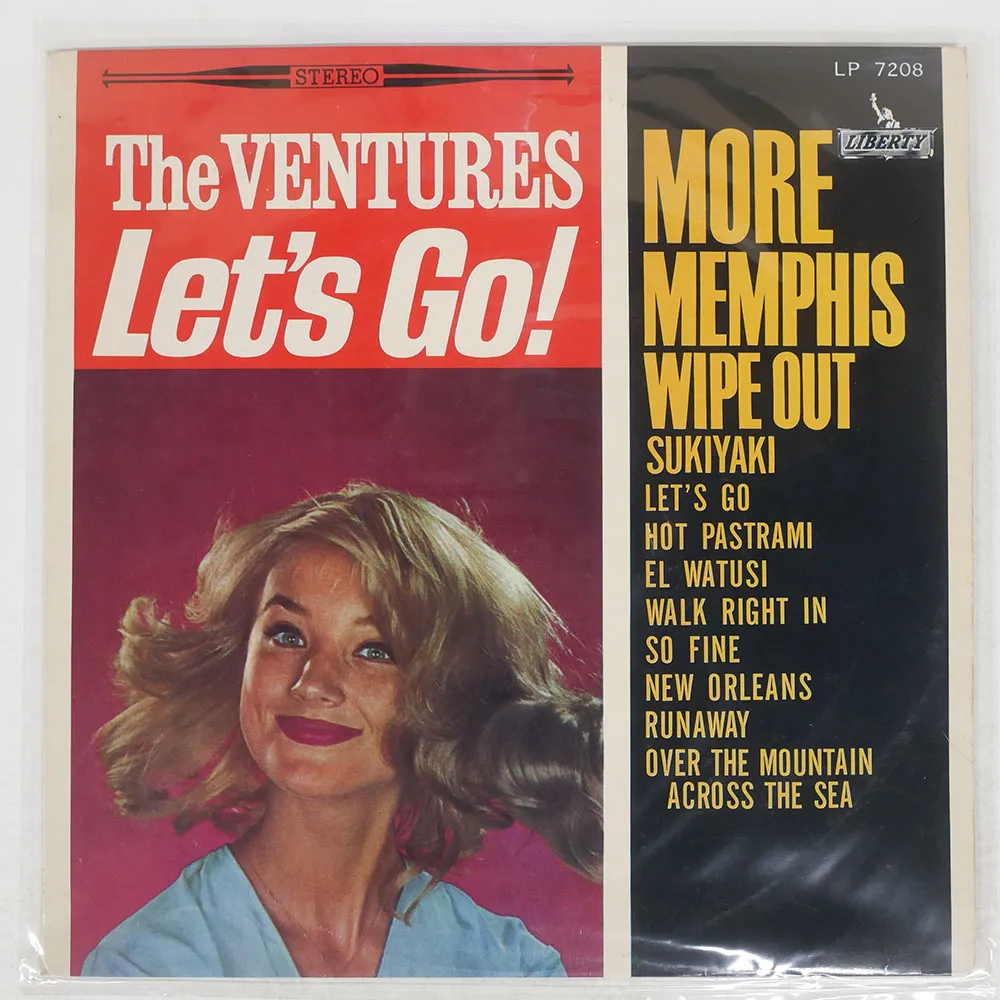 STEREO
The VENTURES
Let's Go!
LP 7208
LIBERTY
MORE
MEMPHIS
WIPE OUT
SUKIYAKI
LET'S GO
HOT PASTRAMI
EL WATUSI
WALK RIGHT IN
SO FINE
NEW ORLEANS
RUNAWAY
OVER THE MOUNTAIN
ACROSS THE SEA